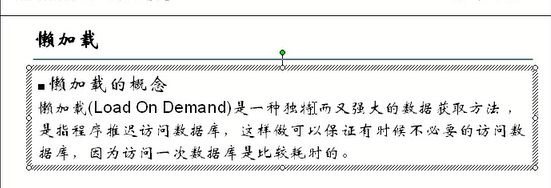 懒加载
■懒加载的概念
懒加载(Load On Demand)是一种独特而又强大的数据获取方法，
是指程序推迟访问数据库，这样做可以保证有时候不必要的访问数
据库，因为访问一次数据库是比较耗时的。